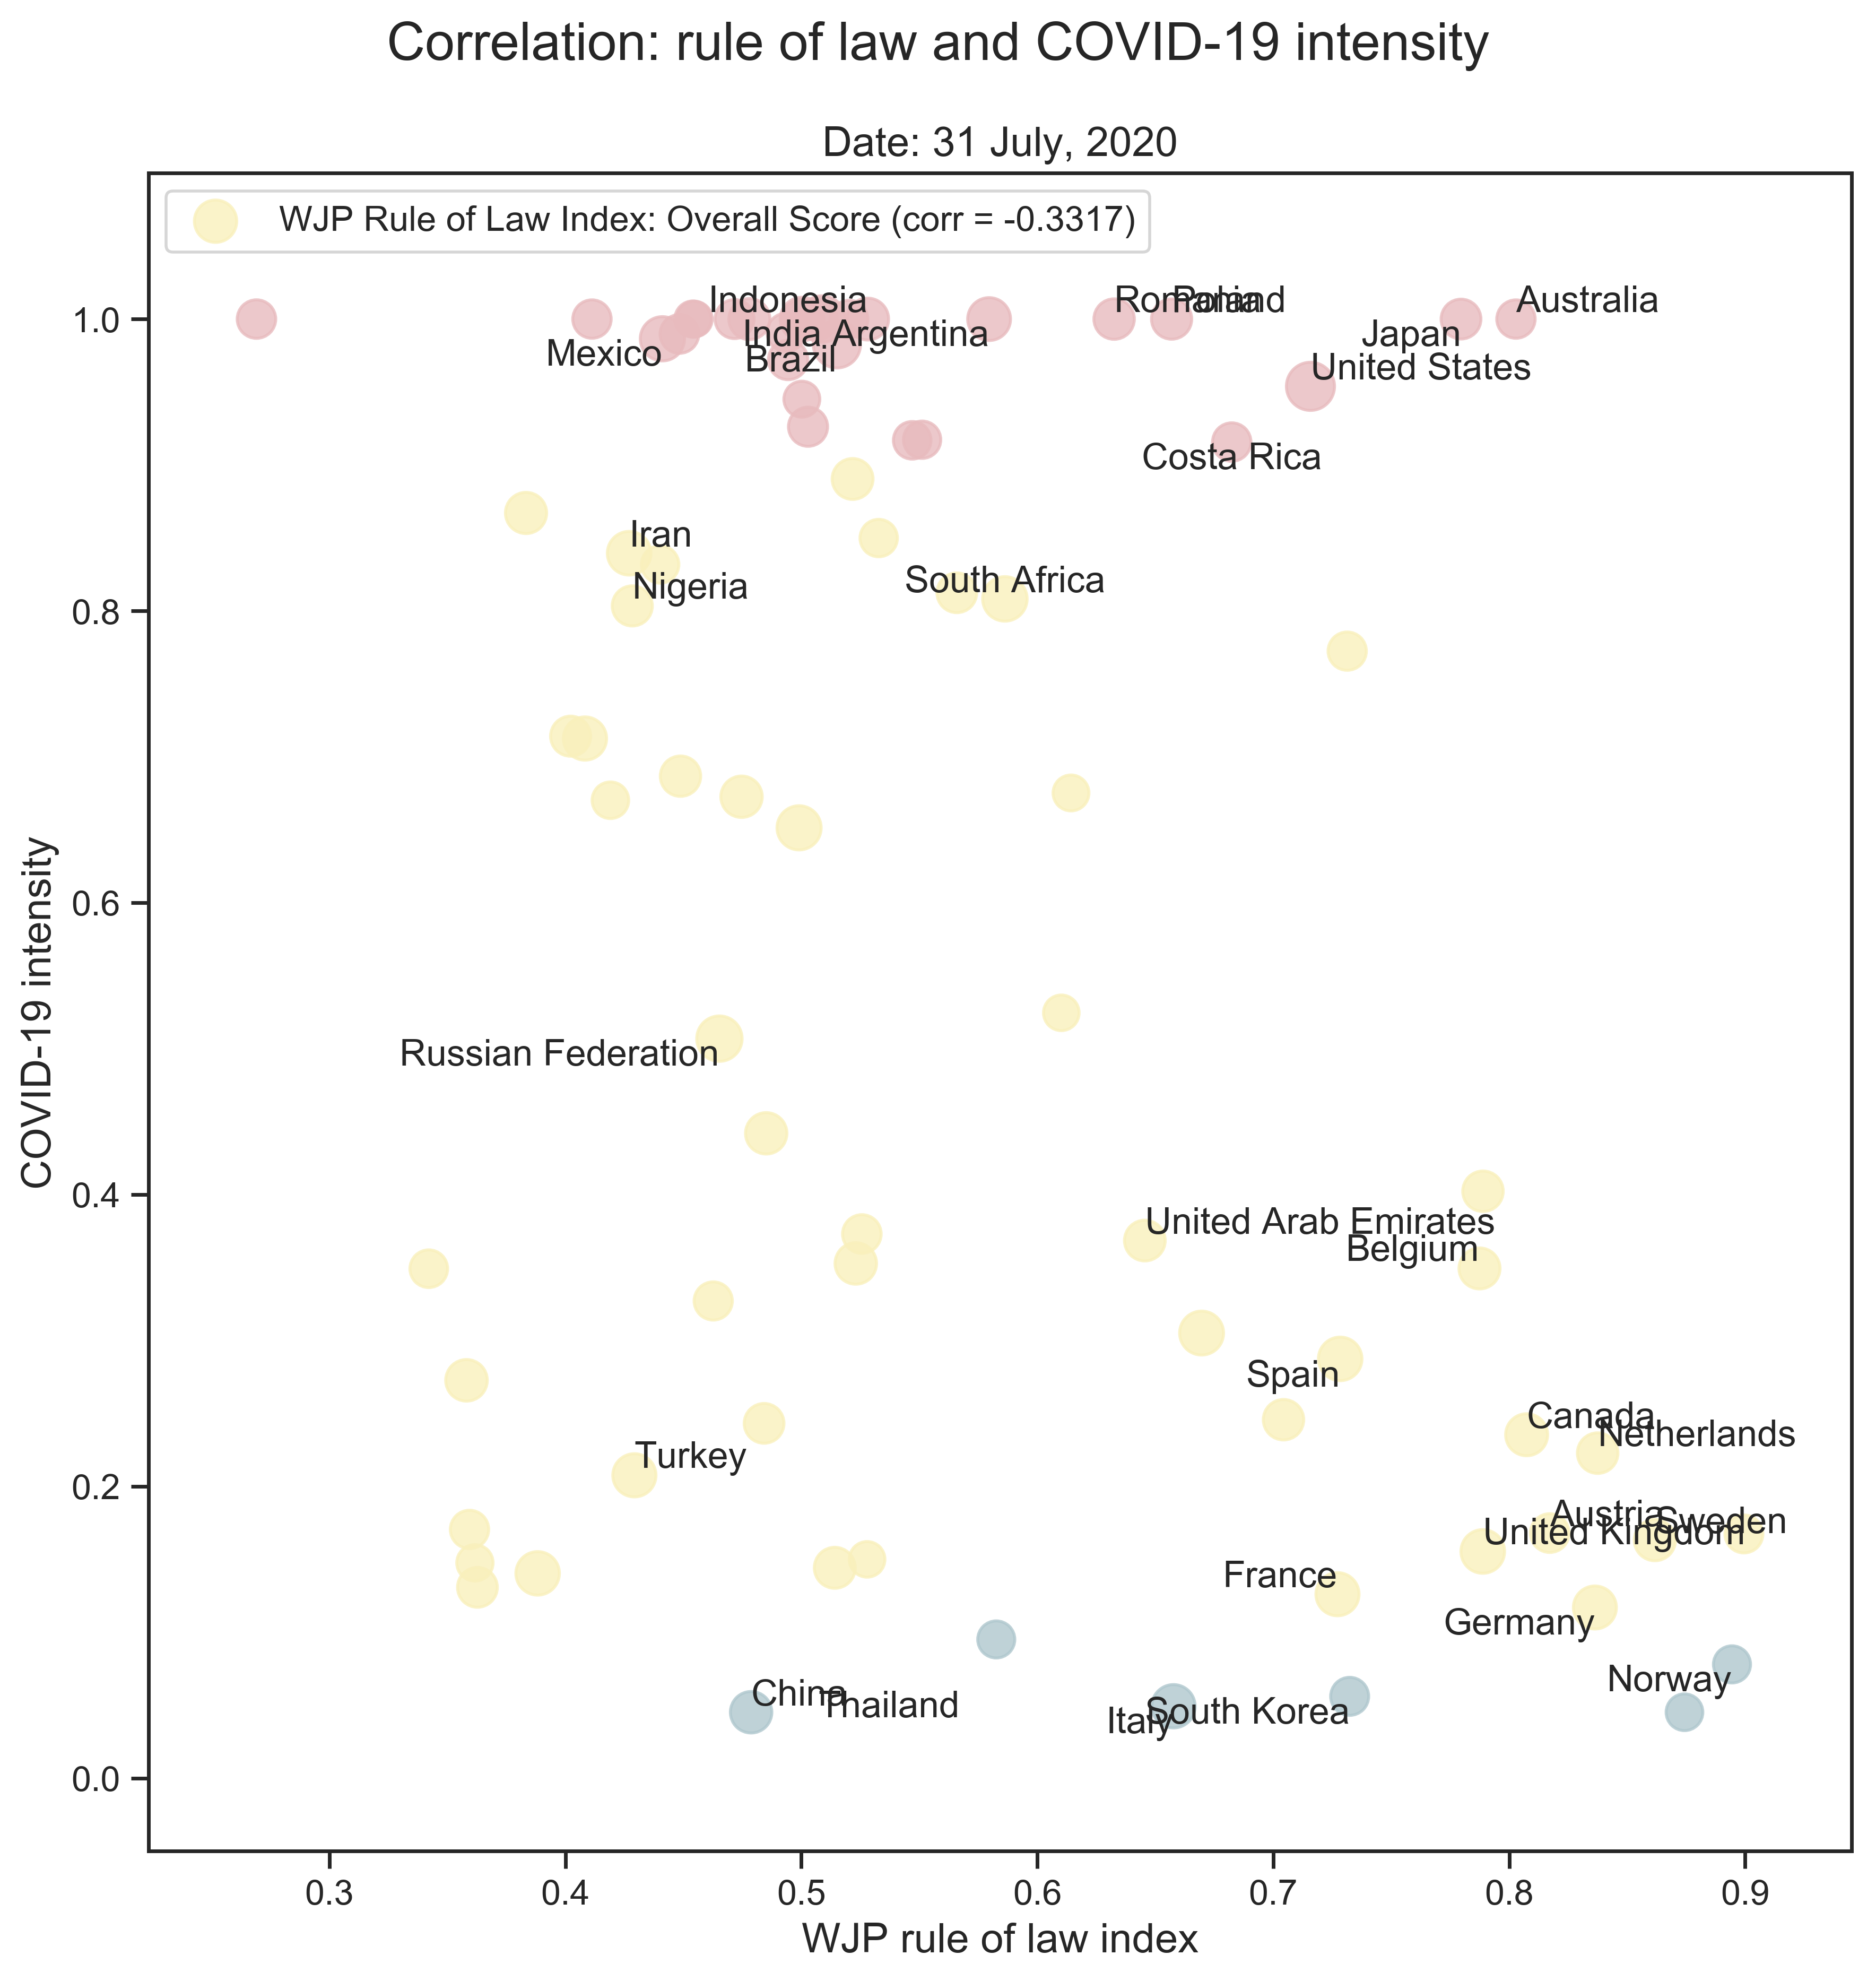 Correlation: rule of law and COVID-19 intensity
Date: 31 July, 2020
WJP Rule of Law Index: Overall Score (corr = -0.3317)
Indonesia
Romania
Poland
Australia
1.0
India
Argentina
Japan
Mexico
Brazil
United States
Costa Rica
Iran
Nigeria
South Africa
0.8
0.6
Russian Federation
COVID-19 intensity
0.4
United Arab Emirates
Belgium
Spain
Canada
Netherlands
Turkey
0.2
Austria
Sweden
United Kingdom
France
Germany
Norway
China
Thailand
South Korea
Italy
0.0
0.3 0.4 0.5 0.6 0.7 0.8 0.9
WJP rule of law index